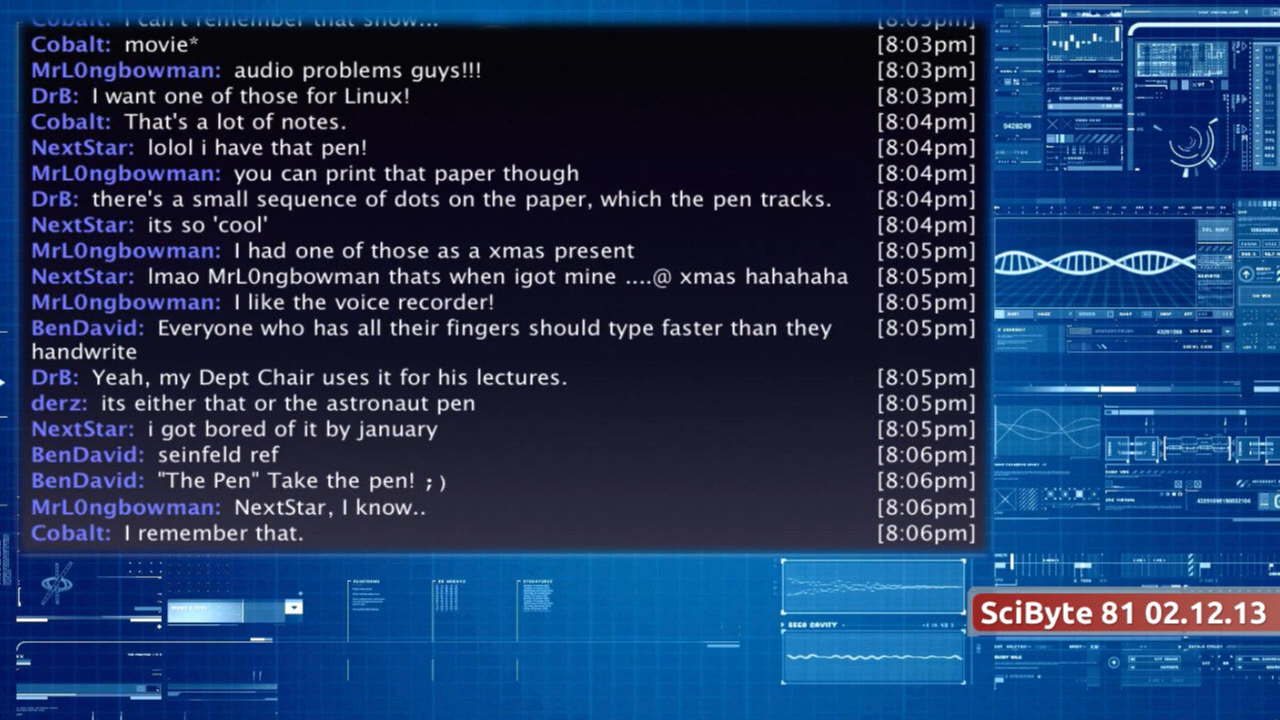 Cobalt: I can't remember that show... [8:03pm]
Cobalt: movie* [8:03pm]
MrL0ngbowman: audio problems guys!!! [8:03pm]
DrB: I want one of those for Linux! [8:03pm]
Cobalt: That's a lot of notes. [8:04pm]
NextStar: lolol i have that pen! [8:04pm]
MrL0ngbowman: you can print that paper though [8:04pm]
DrB: there's a small sequence of dots on the paper, which the pen tracks. [8:04pm]
NextStar: its so 'cool' [8:04pm]
MrL0ngbowman: I had one of those as a xmas present [8:05pm]
NextStar: lmao MrL0ngbowman thats when igot mine ....@ xmas hahahaha [8:05pm]
MrL0ngbowman: I like the voice recorder! [8:05pm]
BenDavid: Everyone who has all their fingers should type faster than they [8:05pm]
handwrite
DrB: Yeah, my Dept Chair uses it for his lectures. [8:05pm]
derz: its either that or the astronaut pen [8:05pm]
NextStar: i got bored of it by january [8:05pm]
BenDavid: seinfeld ref [8:06pm]
BenDavid: "The Pen" Take the pen! ;) [8:06pm]
MrL0ngbowman: NextStar, I know.. [8:06pm]
Cobalt: I remember that. [8:06pm]
9428249
SciByte 81 02.12.13